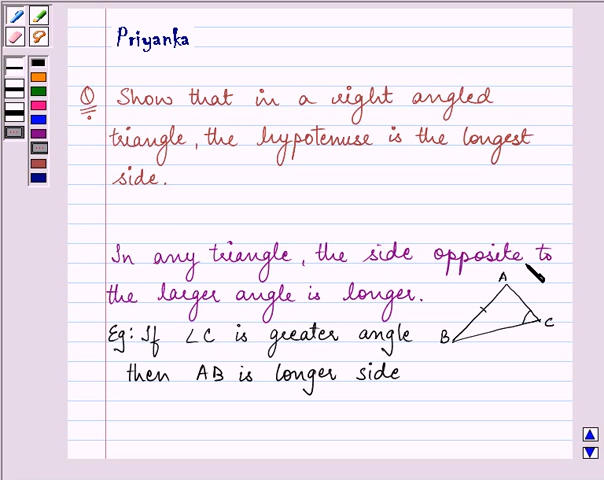 Priyanka
Q Show that in a right angled
triangle, the hypotenuse is the longest
side.
In any triangle, the side opposite to
the larger angle is longer.
A
Eg: If ∠C is greater angle
B
C
then AB is longer side